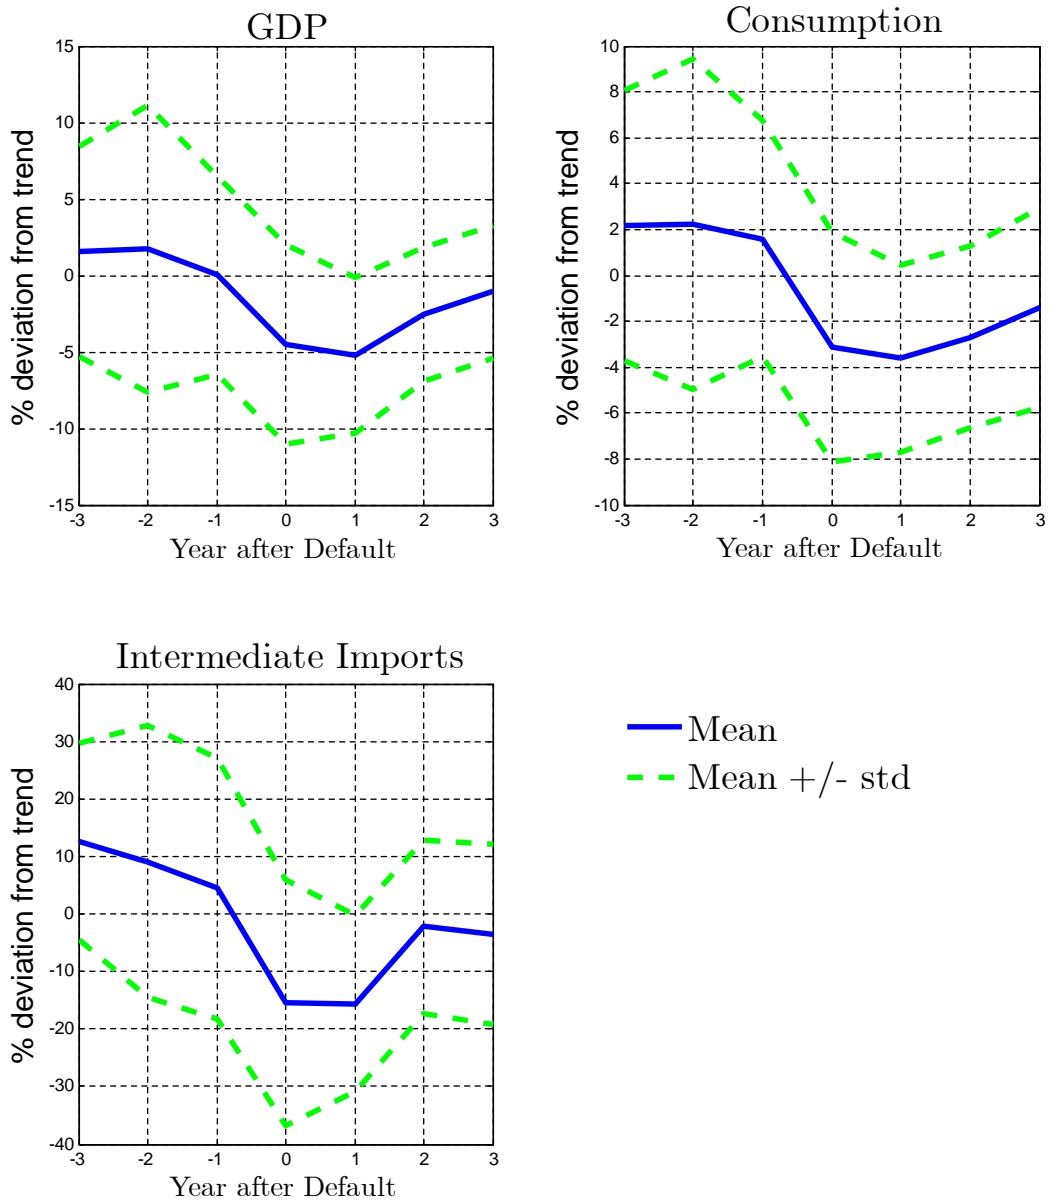 GDP
15
10
5
0
-5
-10
-15
% deviation from trend
-3 -2 -1 0 1 2 3
Year after Default
Consumption
10
8
6
4
2
0
-2
-4
-6
-8
-10
% deviation from trend
-3 -2 -1 0 1 2 3
Year after Default
Intermediate Imports
40
30
20
10
0
-10
-20
-30
-40
% deviation from trend
-3 -2 -1 0 1 2 3
Year after Default
Mean
Mean +/- std